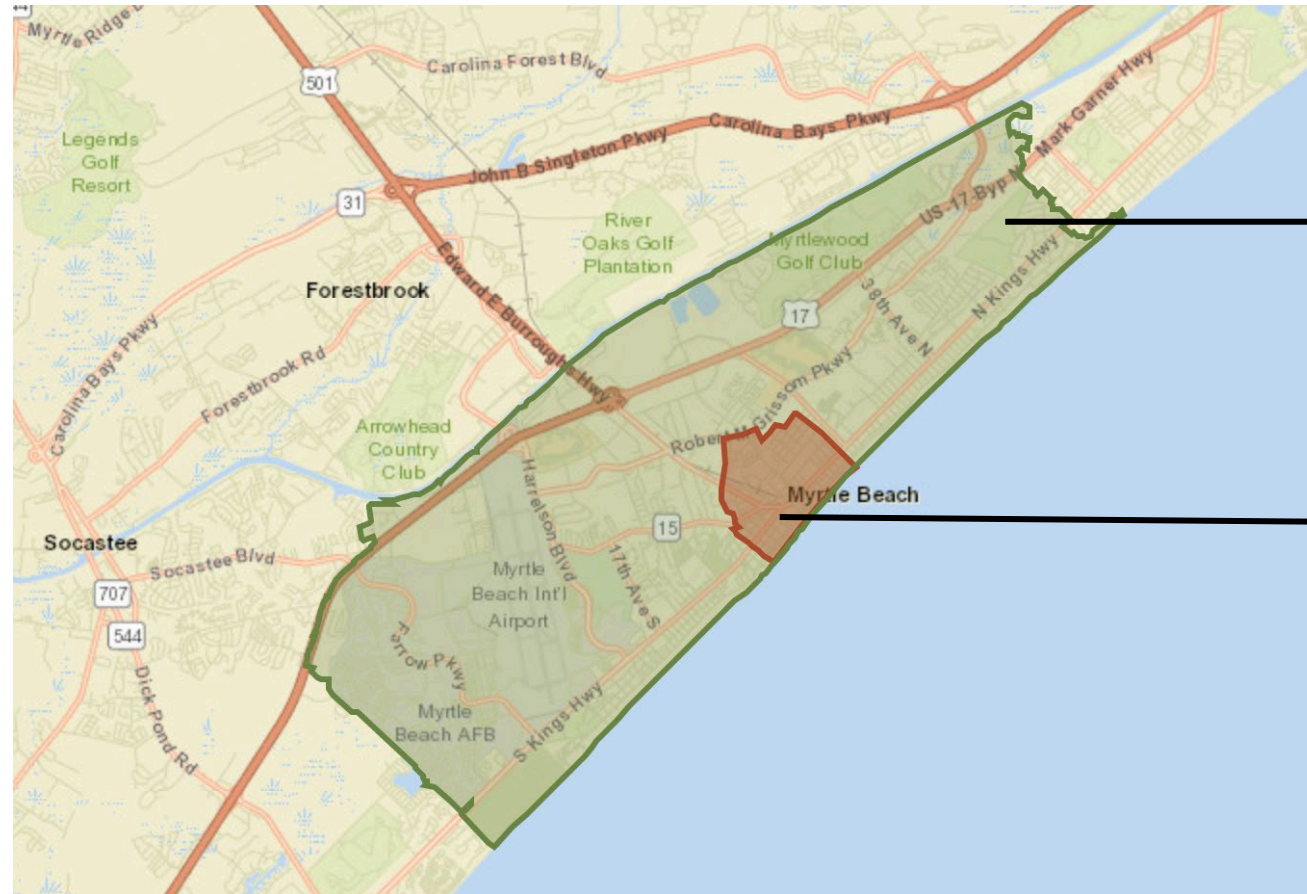 Myrtle Ridge
501
Carolina Forest Blvd
Legends
Golf
Resort
31
John B Singleton Pkwy
Carolina Bays Pkwy
Mark Garner Hwy
US-17-Byp N
River
Oaks Golf
Plantation
Myrtlewood
Golf Club
Forestbrook
Edward E Burroughs Hwy
17
38th Ave N
N Kings Hwy
Carolina Bays Pkwy
Forestbrook Rd
Arrowhead
Country
Club
Robert M Grissom Pkwy
Myrtle Beach
Harrelson Blvd
15
17th Ave S
Socastee
Socastee Blvd
707
544
Dick Pond Rd
Myrtle
Beach Int'l
Airport
Farrow Pkwy
Myrtle
Beach AFB
S Kings Hwy